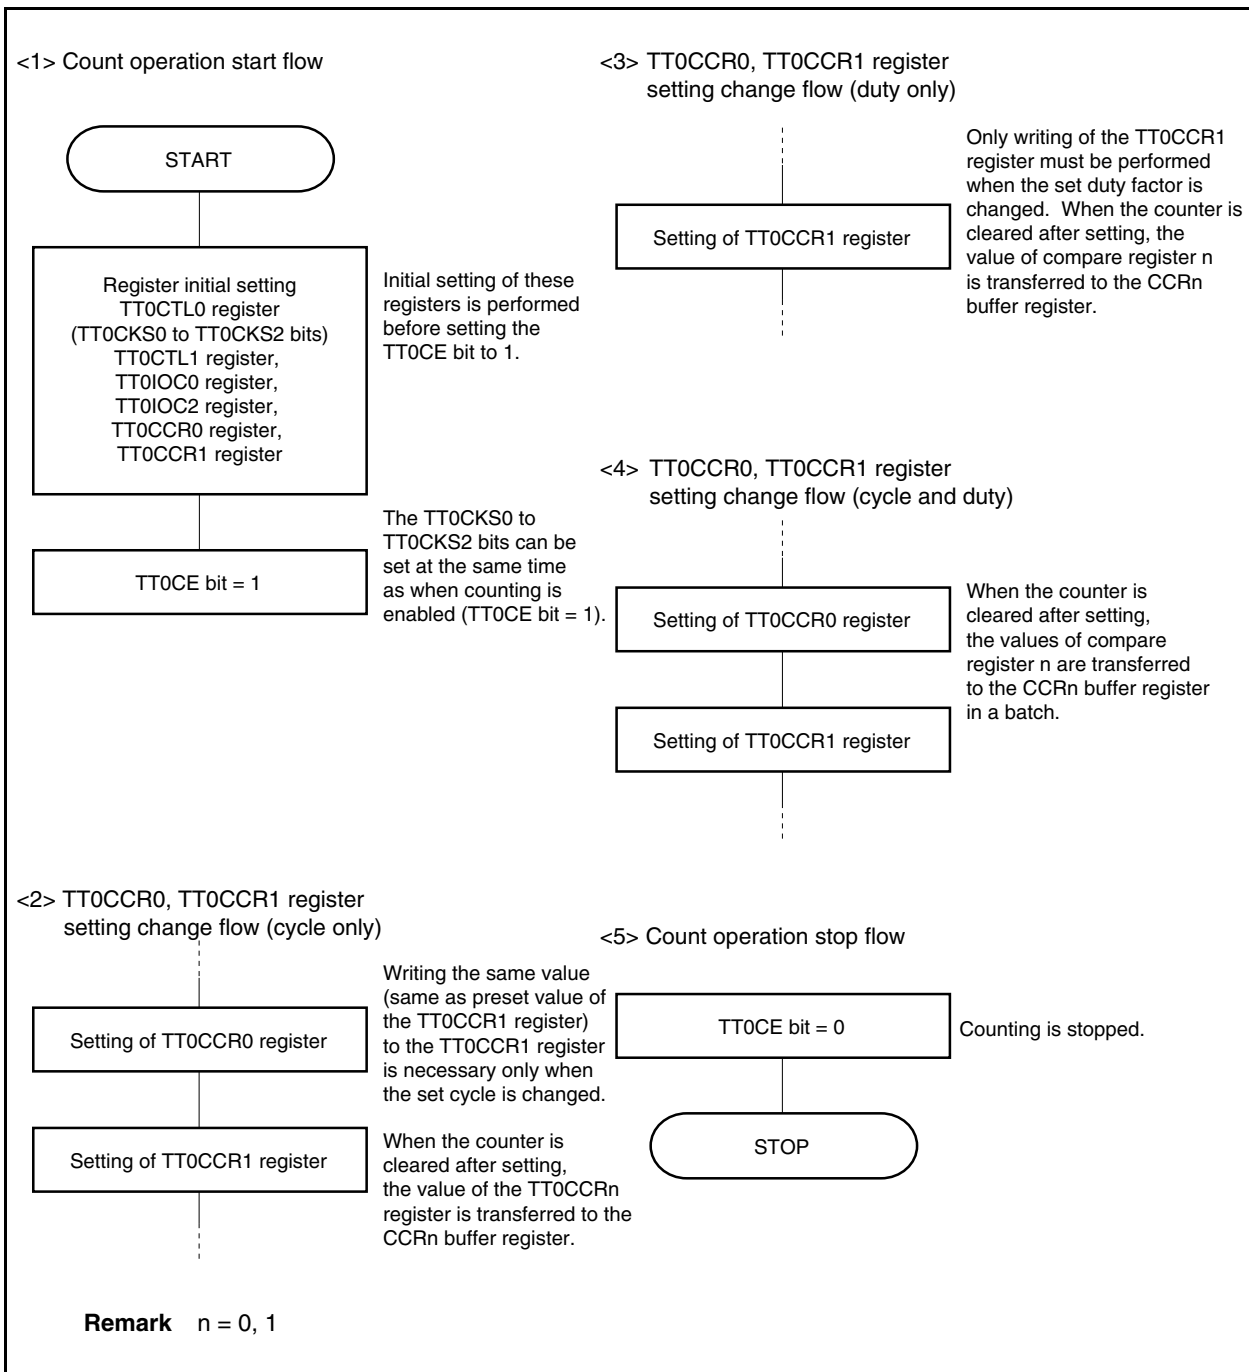 <1> Count operation start flow
START
Register initial setting
TT0CTL0 register
(TT0CKS0 to TT0CKS2 bits)
TT0CTL1 register,
TT0IOC0 register,
TT0IOC2 register,
TT0CCR0 register,
TT0CCR1 register
Initial setting of these
registers is performed
before setting the
TT0CE bit to 1.
TT0CE bit = 1
The TT0CKS0 to
TT0CKS2 bits can be
set at the same time
as when counting is
enabled (TT0CE bit = 1).
<2> TT0CCR0, TT0CCR1 register
setting change flow (cycle only)
Setting of TT0CCR0 register
Writing the same value
(same as preset value of
the TT0CCR1 register)
to the TT0CCR1 register
is necessary only when
the set cycle is changed.
Setting of TT0CCR1 register
When the counter is
cleared after setting,
the value of the TT0CCRn
register is transferred to the
CCRn buffer register.
<3> TT0CCR0, TT0CCR1 register
setting change flow (duty only)
Setting of TT0CCR1 register
Only writing of the TT0CCR1
register must be performed
when the set duty factor is
changed. When the counter is
cleared after setting, the
value of compare register n
is transferred to the CCRn
buffer register.
<4> TT0CCR0, TT0CCR1 register
setting change flow (cycle and duty)
Setting of TT0CCR0 register
When the counter is
cleared after setting,
the values of compare
register n are transferred
to the CCRn buffer register
in a batch.
Setting of TT0CCR1 register
<5> Count operation stop flow
TT0CE bit = 0
Counting is stopped.
STOP
Remark n = 0, 1